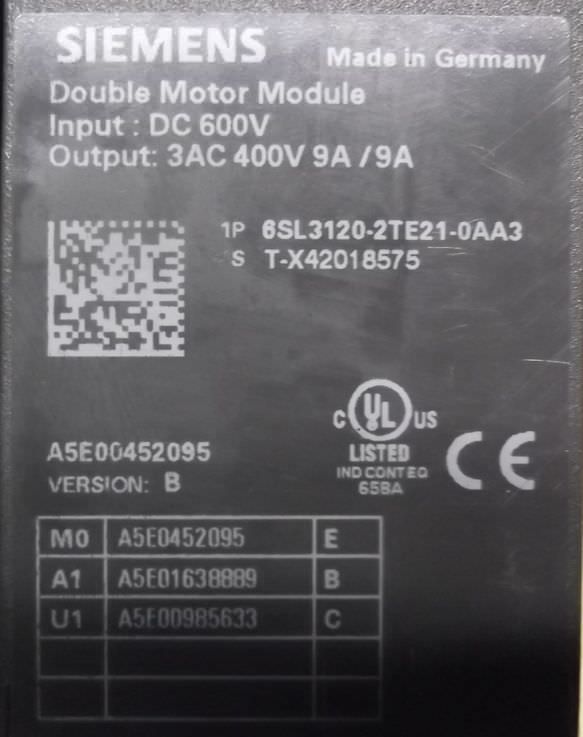 SIEMENS
Made in Germany
Double Motor Module
Input : DC 600V
Output: 3AC 400V 9A / 9A
1P 6SL3120-2TE21-0AA3
S T-X42018575
C UL US
LISTED
IND CONT EQ
65BA
CE
A5E00452095
VERSION: B
M0 A5E0452095 E
A1 A5E01638889 B
U1 A5E00985633 C